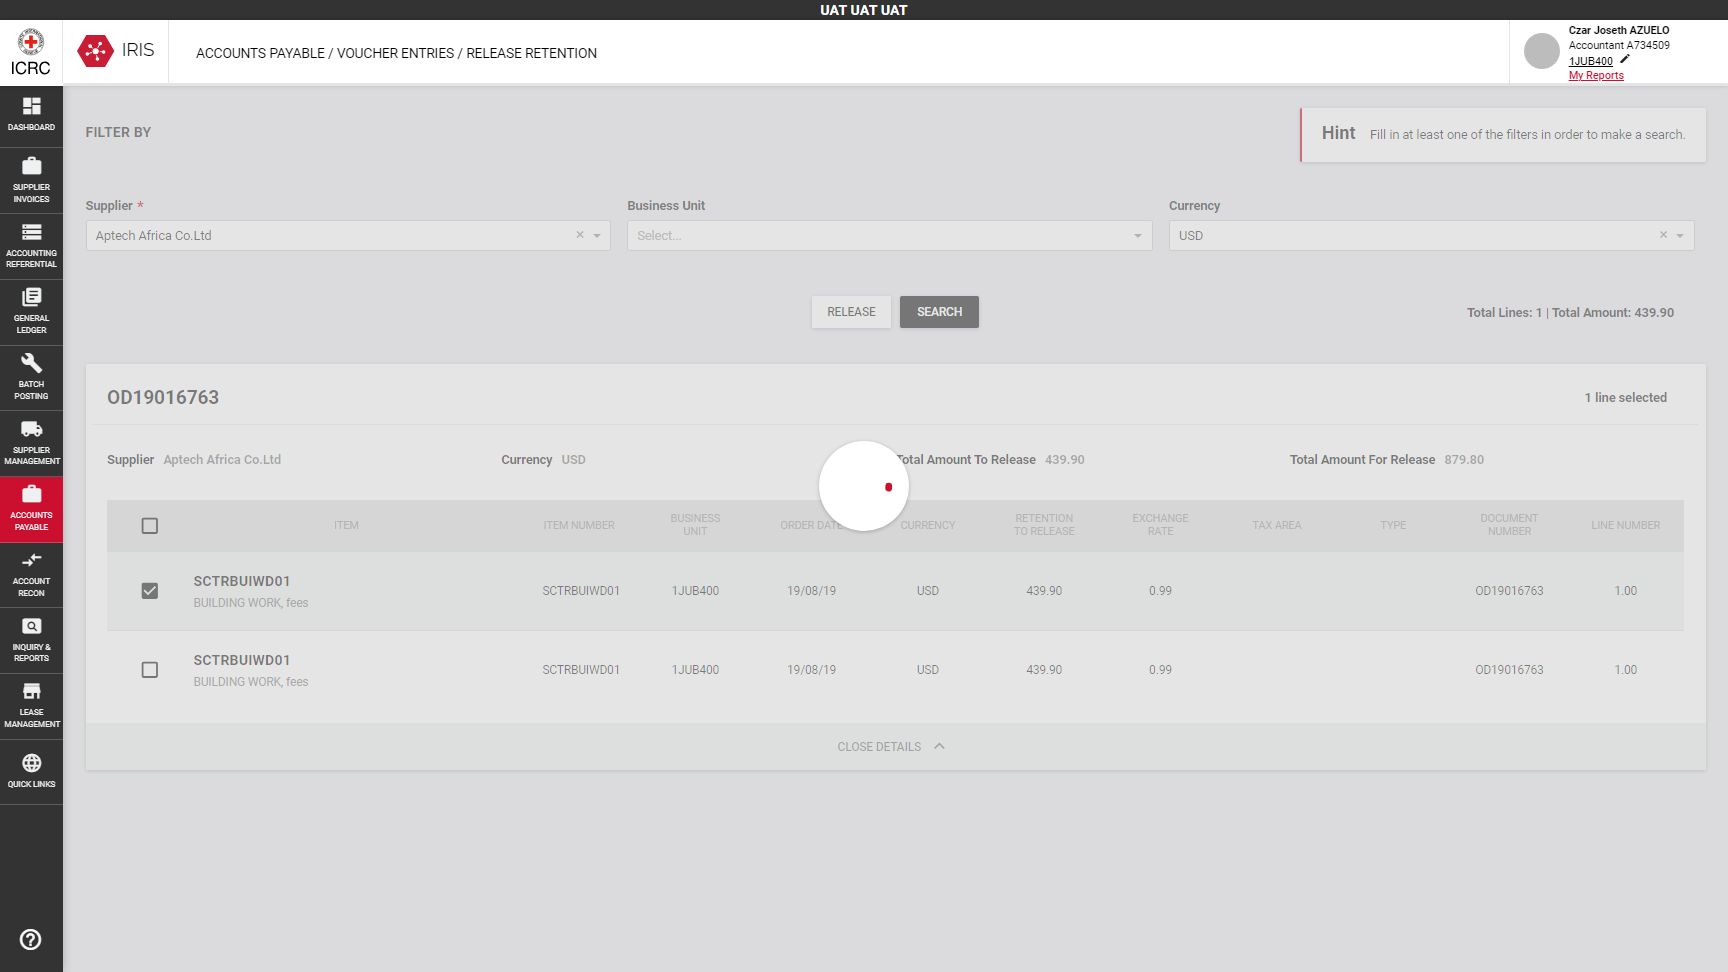 UAT UAT UAT
ICRC
IRIS
ACCOUNTS PAYABLE / VOUCHER ENTRIES / RELEASE RETENTION
Czar Joseth AZUELO
Accountant A734509
1JUB400
My Reports
DASHBOARD
SUPPLIER
INVOICES
ACCOUNTING
REFERENTIAL
GENERAL
LEDGER
BATCH
POSTING
SUPPLIER
MANAGEMENT
ACCOUNTS
PAYABLE
ACCOUNT
RECON
INQUIRY &
REPORTS
LEASE
MANAGEMENT
QUICK LINKS
FILTER BY
Hint Fill in at least one of the filters in order to make a search.
Supplier * Business Unit Currency
Aptech Africa Co.Ltd Select... USD
RELEASE SEARCH Total Lines: 1 | Total Amount: 439.90
OD19016763 1 line selected
Supplier Aptech Africa Co.Ltd Currency USD Total Amount To Release 439.90 Total Amount For Release 879.80
ITEM ITEM NUMBER BUSINESS UNIT ORDER DATE CURRENCY RETENTION TO RELEASE EXCHANGE RATE TAX AREA TYPE DOCUMENT NUMBER LINE NUMBER
SCTRBUIWD01
BUILDING WORK, fees
SCTRBUIWD01 1JUB400 19/08/19 USD 439.90 0.99 OD19016763 1.00
SCTRBUIWD01
BUILDING WORK, fees
SCTRBUIWD01 1JUB400 19/08/19 USD 439.90 0.99 OD19016763 1.00
CLOSE DETAILS